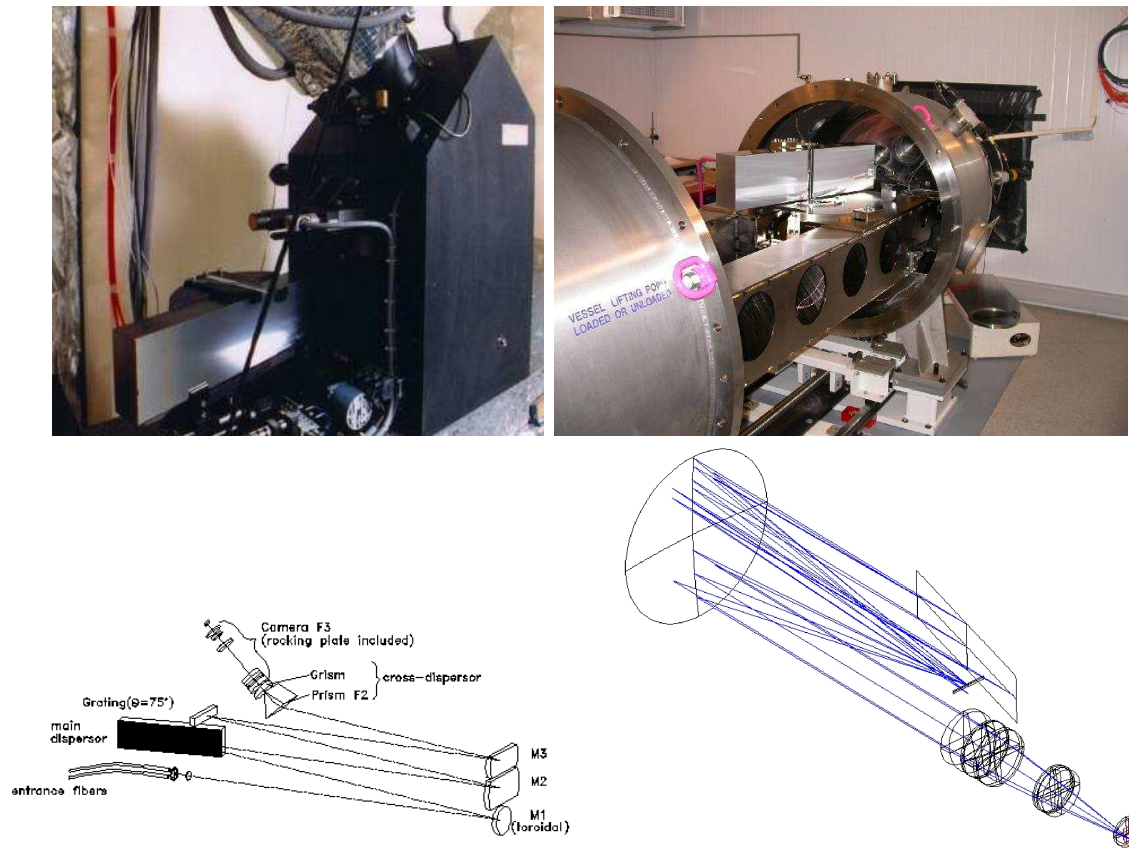 VESSEL LIFTING POINT
LOADED OR UNLOADED
Camera F3
(rocking plate included)
Grism
Prism F2
cross-dispersor
Grating(θ=75°)
main
dispersor
entrance fibers
M3
M2
M1
(toroidal)